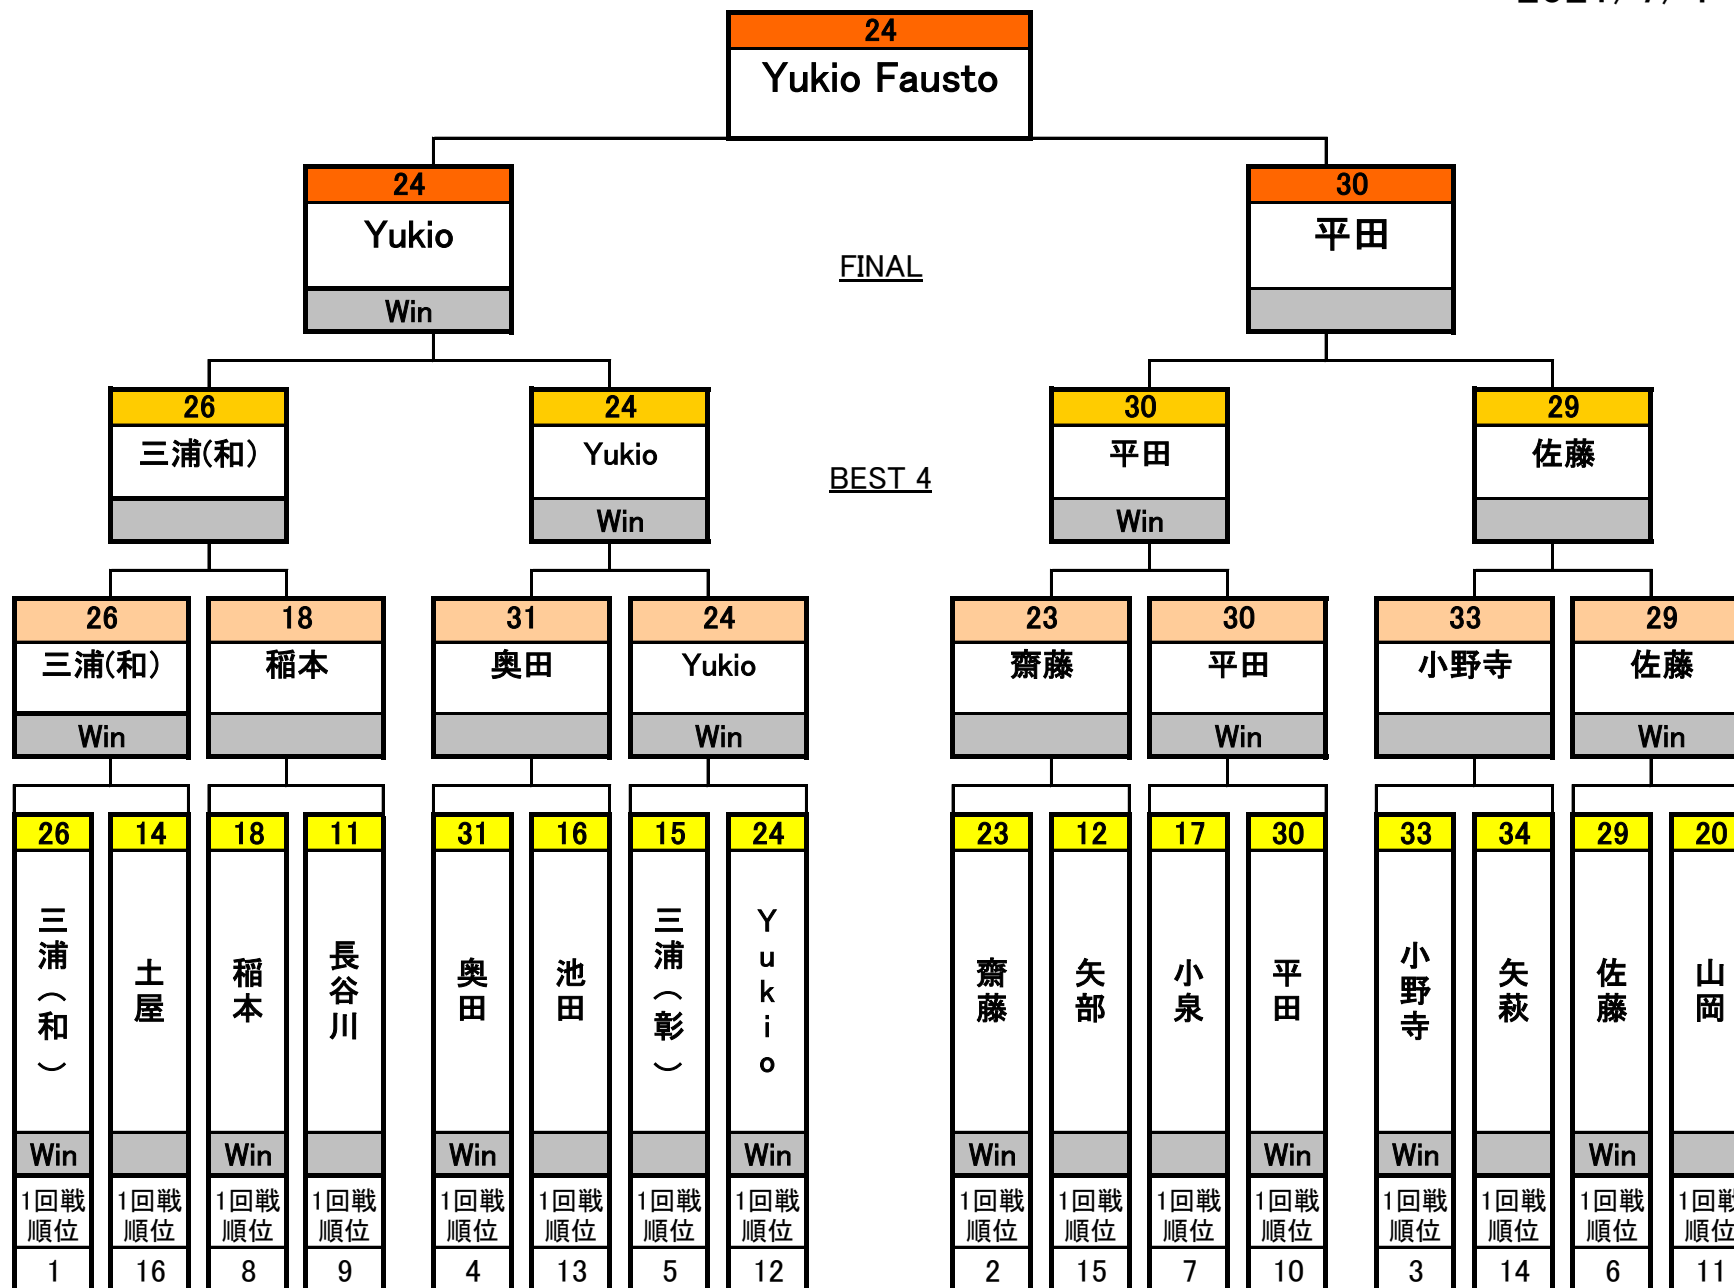 24
Yukio Fausto
24
30
Yukio
平田
FINAL
Win
26
24
30
29
三浦(和)
Yukio
平田
佐藤
BEST 4
Win
Win
26
18
31
24
23
30
33
29
三浦(和)
稲本
奥田
Yukio
齋藤
平田
小野寺
佐藤
Win
Win
Win
Win
26
14
18
11
31
16
15
24
23
12
17
30
33
34
29
20
三浦(和)
土屋
稲本
長谷川
奥田
池田
三浦(彰)
Yukio
齋藤
矢部
小泉
平田
小野寺
矢萩
佐藤
山岡
Win
Win
Win
Win
Win
Win
Win
Win
1回戦
順位
1回戦
順位
1回戦
順位
1回戦
順位
1回戦
順位
1回戦
順位
1回戦
順位
1回戦
順位
1回戦
順位
1回戦
順位
1回戦
順位
1回戦
順位
1回戦
順位
1回戦
順位
1回戦
順位
1回戦
順位
1
16
8
9
4
13
5
12
2
15
7
10
3
14
6
11